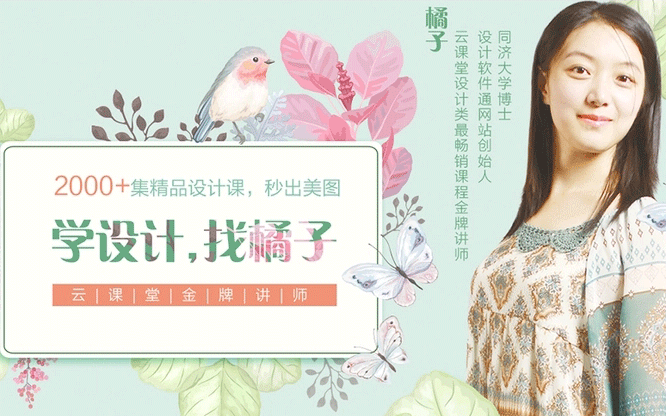 2000+集精品设计课，秒出美图
学设计，找橘子
云|课|堂|金|牌|讲|师
橘子
同济大学博士
设计软件通网站创始人
云课堂设计类最畅销课程金牌讲师